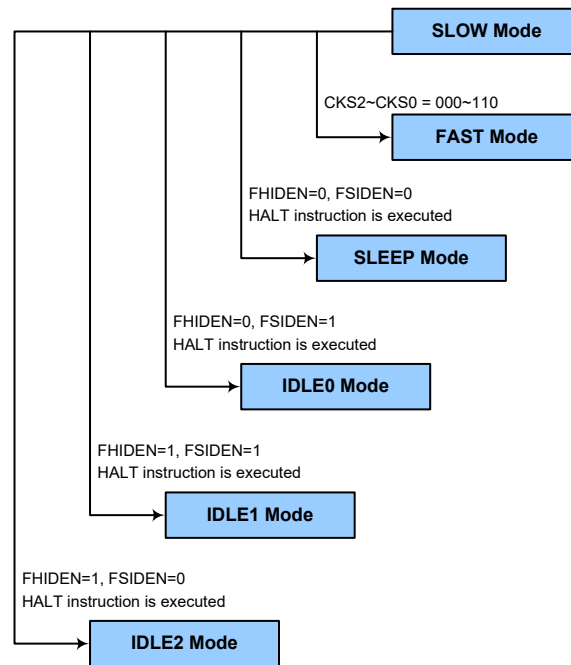 SLOW Mode
CKS2~CKS0 = 000~110
FAST Mode
FHIDEN=0, FSIDEN=0
HALT instruction is executed
SLEEP Mode
FHIDEN=0, FSIDEN=1
HALT instruction is executed
IDLE0 Mode
FHIDEN=1, FSIDEN=1
HALT instruction is executed
IDLE1 Mode
FHIDEN=1, FSIDEN=0
HALT instruction is executed
IDLE2 Mode